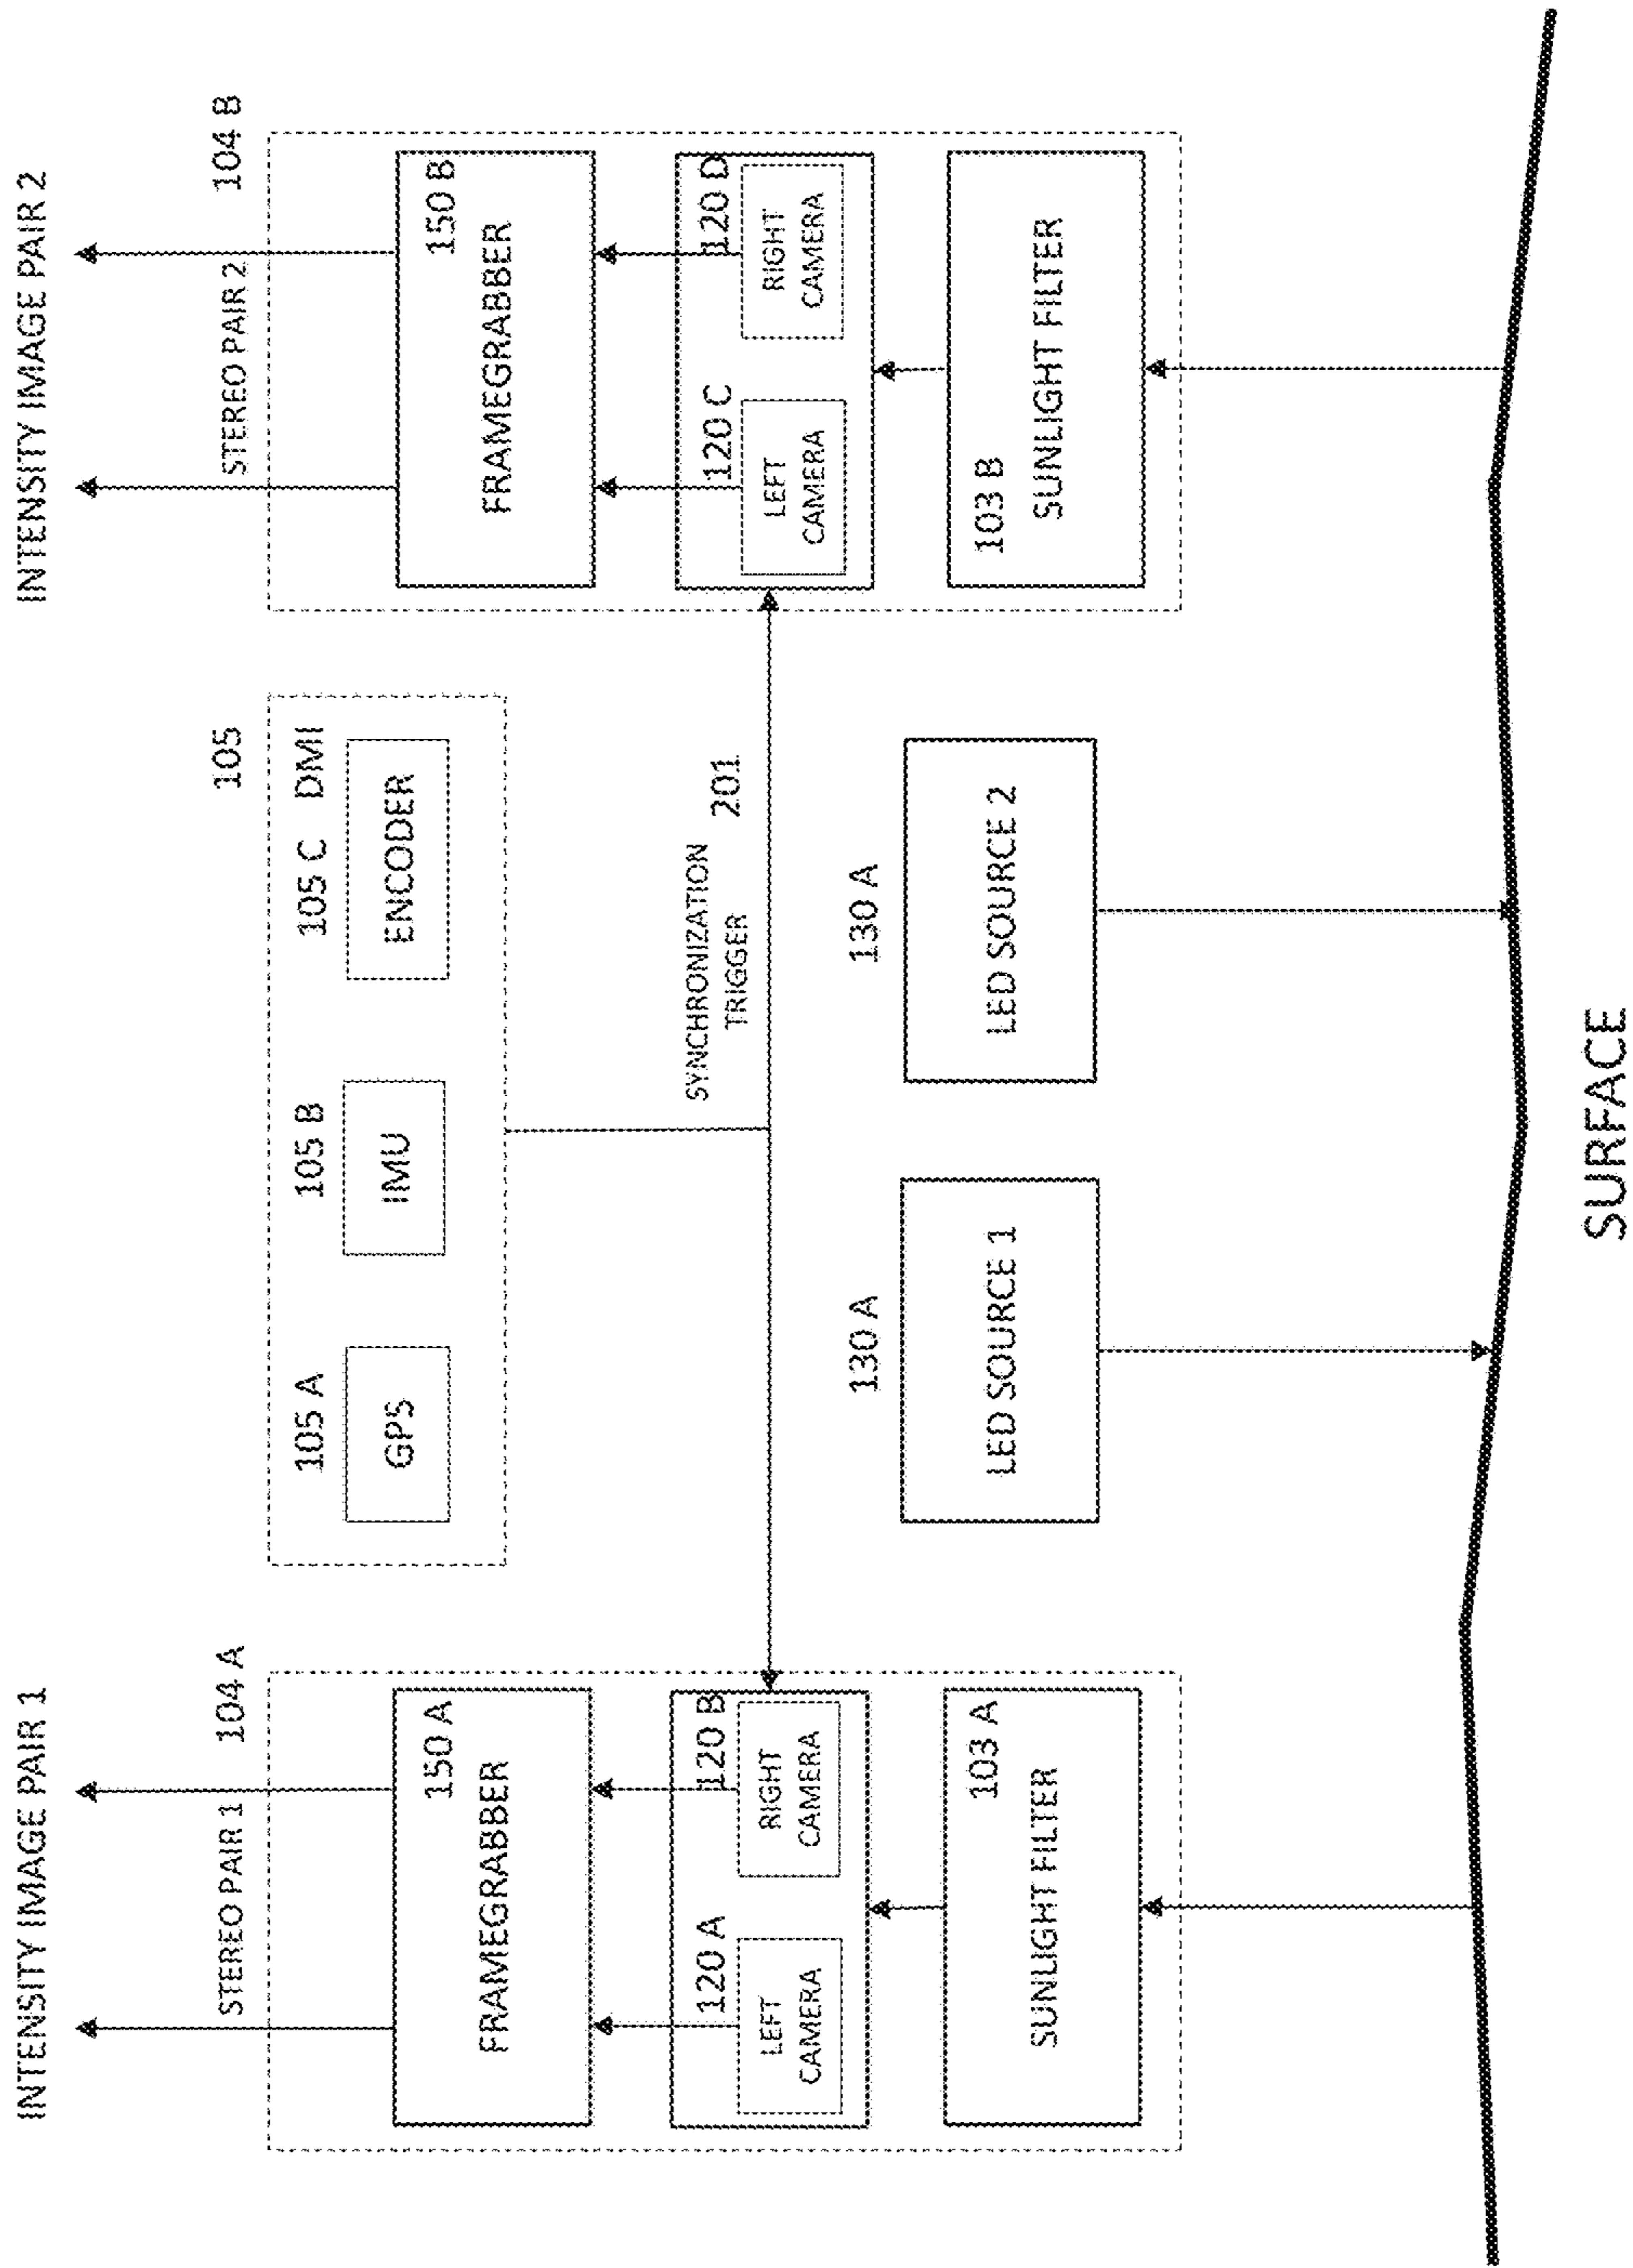 INTENSITY IMAGE PAIR 1
INTENSITY IMAGE PAIR 2
STEREO PAIR 1
104 A
105
STEREO PAIR 2
104 B
150 A
FRAMEGRABBER
105 A
GPS
105 B
IMU
105 C DMI
ENCODER
150 B
FRAMEGRABBER
120 A
LEFT
CAMERA
120 B
RIGHT
CAMERA
SYNCHRONIZATION
TRIGGER
201
120 C
LEFT
CAMERA
120 D
RIGHT
CAMERA
103 A
SUNLIGHT FILTER
130 A
LED SOURCE 1
130 A
LED SOURCE 2
103 B
SUNLIGHT FILTER
SURFACE